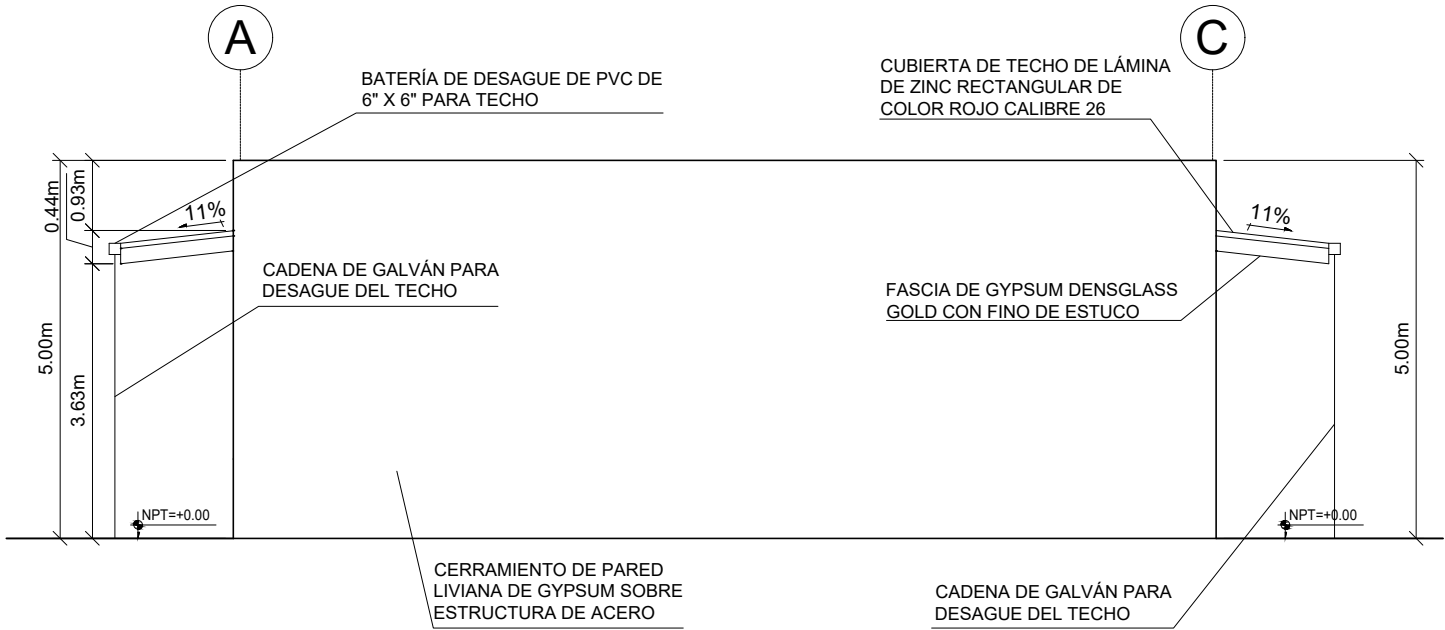 A
C
BATERÍA DE DESAGUE DE PVC DE
6" X 6" PARA TECHO
CUBIERTA DE TECHO DE LÁMINA
DE ZINC RECTANGULAR DE
COLOR ROJO CALIBRE 26
0.44m
0.93m
11%
11%
CADENA DE GALVÁN PARA
DESAGUE DEL TECHO
FASCIA DE GYPSUM DENSGLASS
GOLD CON FINO DE ESTUCO
5.00m
3.63m
5.00m
NPT=+0.00
NPT=+0.00
CERRAMIENTO DE PARED
LIVIANA DE GYPSUM SOBRE
ESTRUCTURA DE ACERO
CADENA DE GALVÁN PARA
DESAGUE DEL TECHO